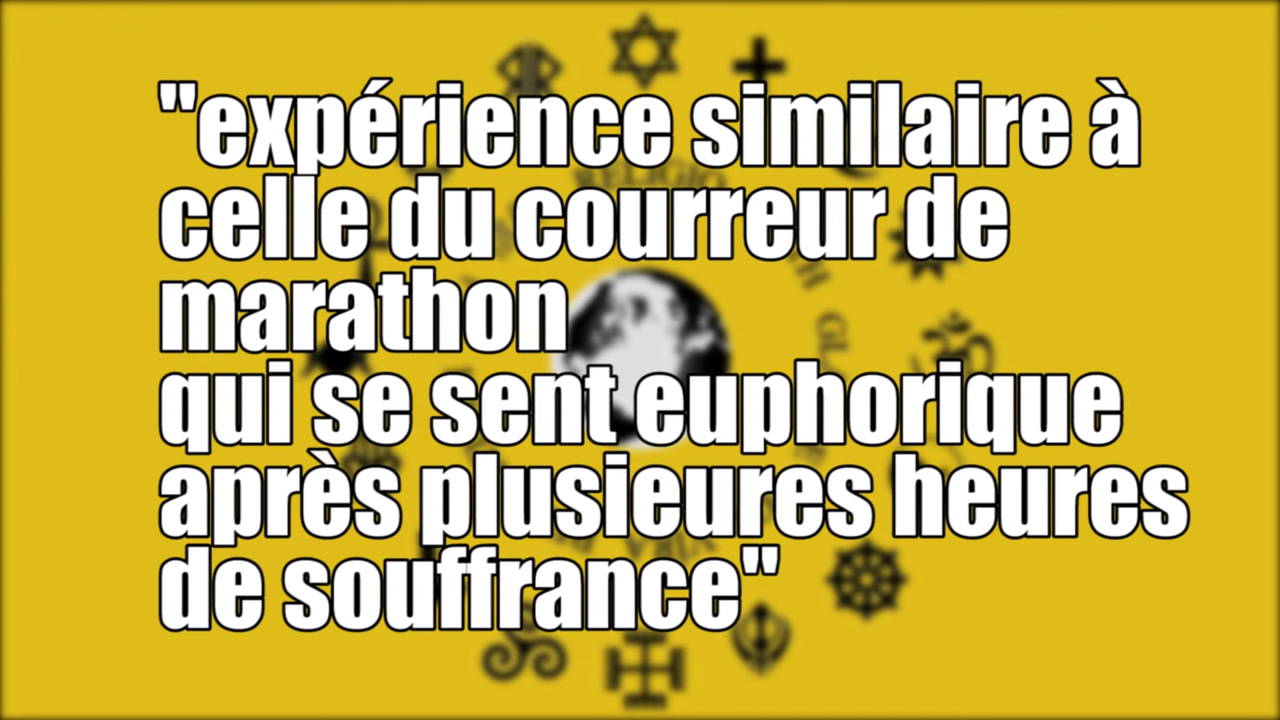 "expérience similaire à
celle du courreur de
marathon
qui se sent euphorique
après plusieures heures
de souffrance"